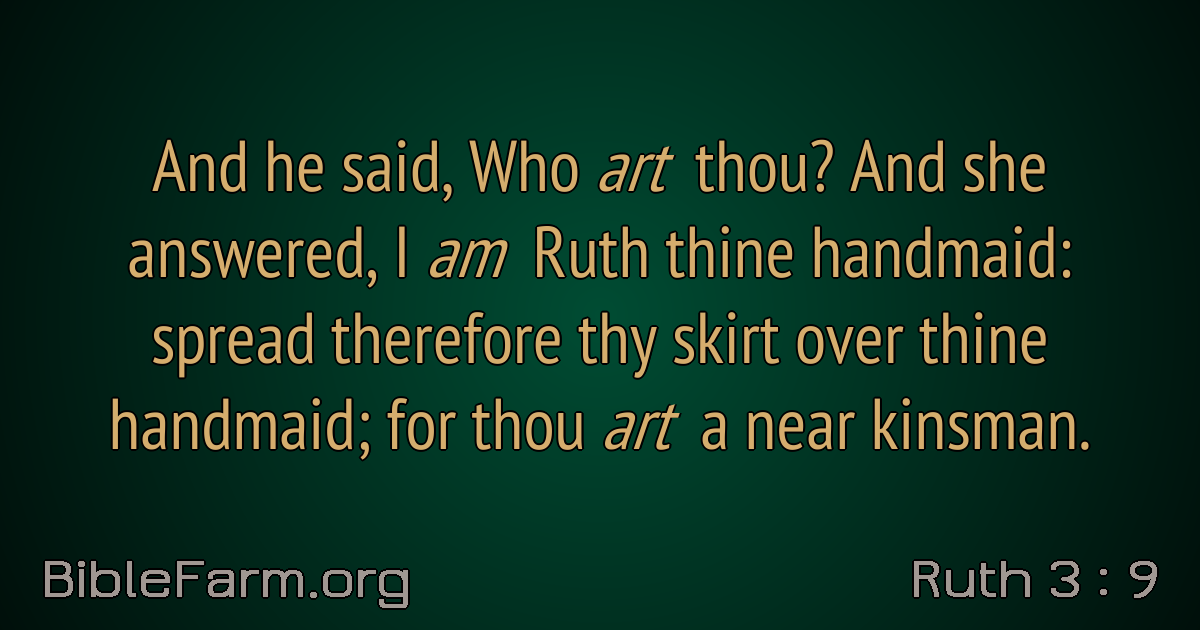 And he said, Who art thou? And she
answered, I am Ruth thine handmaid:
spread therefore thy skirt over thine
handmaid; for thou art a near kinsman.
BibleFarm.org
Ruth 3 : 9